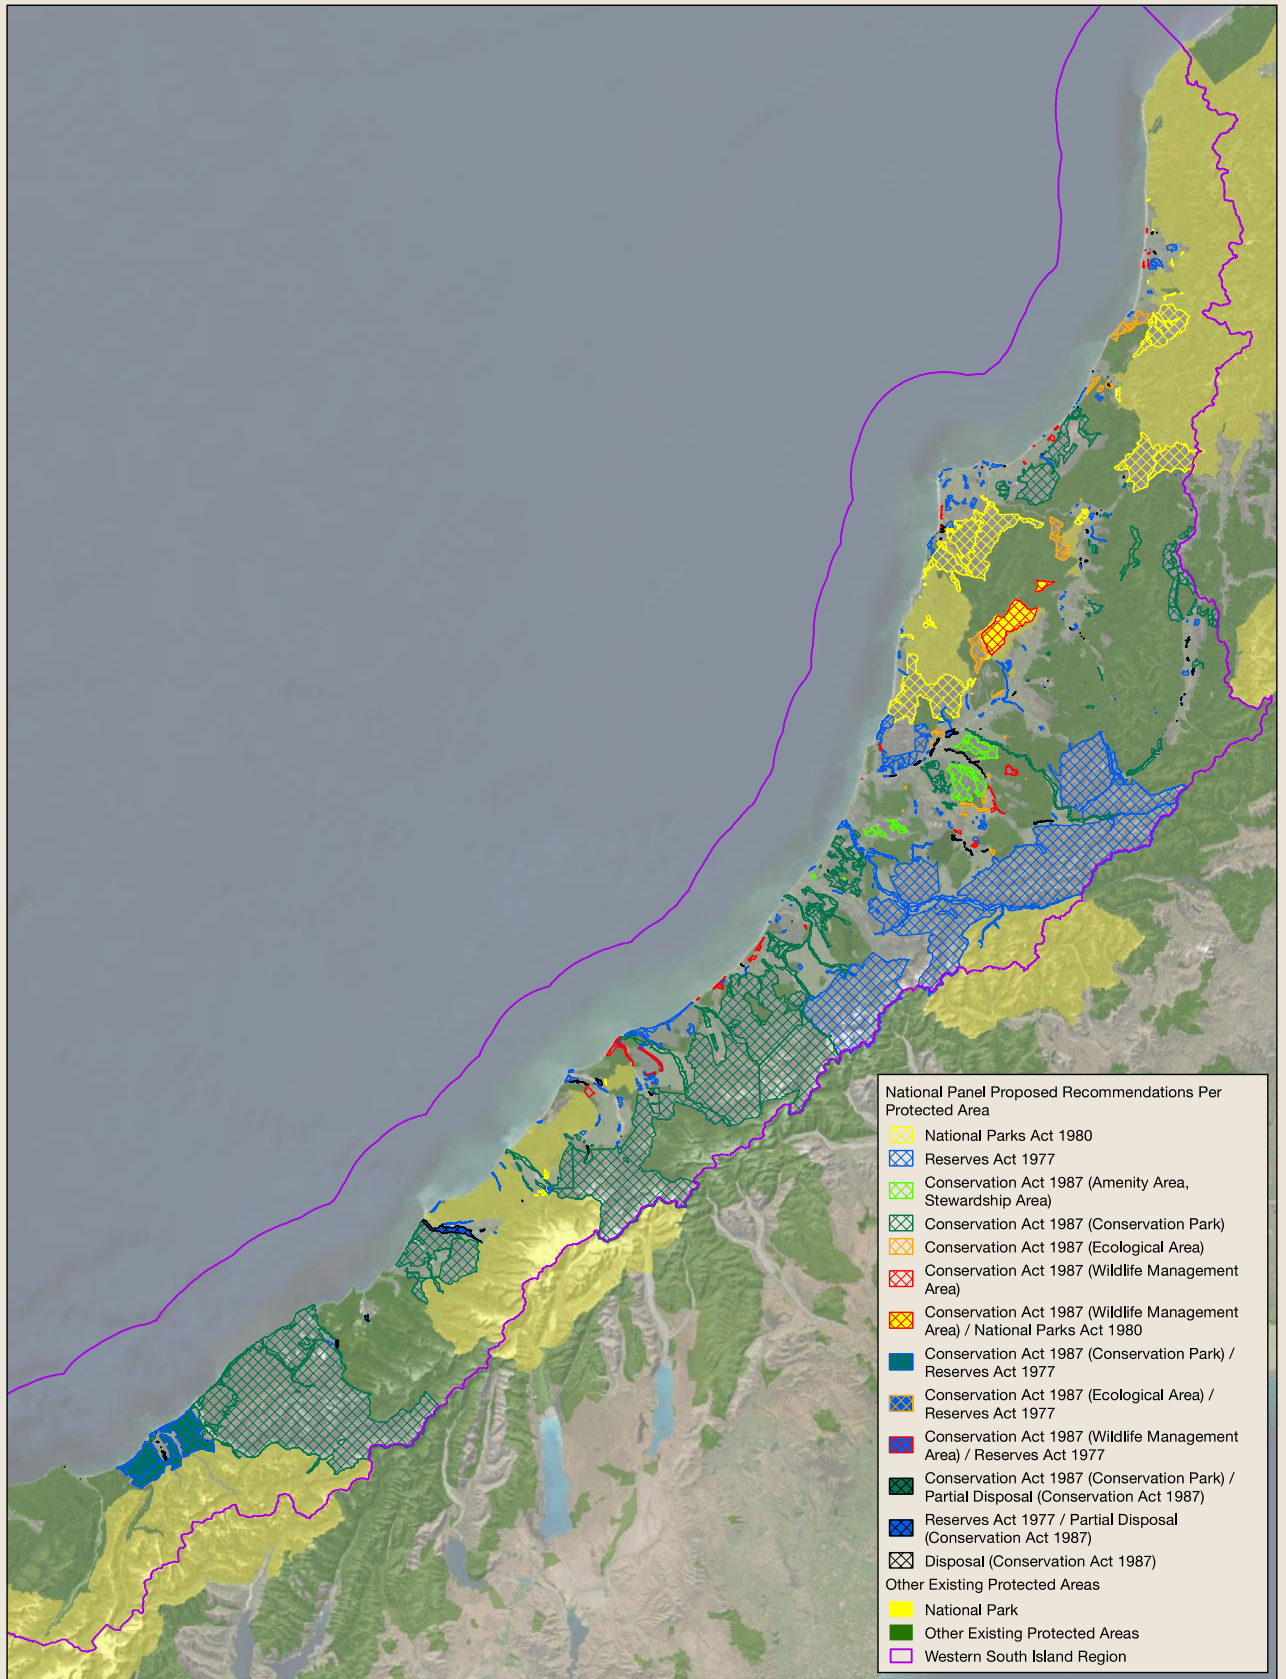 National Panel Proposed Recommendations Per
Protected Area
National Parks Act 1980
Reserves Act 1977
Conservation Act 1987 (Amenity Area,
Stewardship Area)
Conservation Act 1987 (Conservation Park)
Conservation Act 1987 (Ecological Area)
Conservation Act 1987 (Wildlife Management
Area)
Conservation Act 1987 (Wildlife Management
Area) / National Parks Act 1980
Conservation Act 1987 (Conservation Park) /
Reserves Act 1977
Conservation Act 1987 (Ecological Area) /
Reserves Act 1977
Conservation Act 1987 (Wildlife Management
Area) / Reserves Act 1977
Conservation Act 1987 (Conservation Park) /
Partial Disposal (Conservation Act 1987)
Reserves Act 1977 / Partial Disposal
(Conservation Act 1987)
Disposal (Conservation Act 1987)
Other Existing Protected Areas
National Park
Other Existing Protected Areas
Western South Island Region